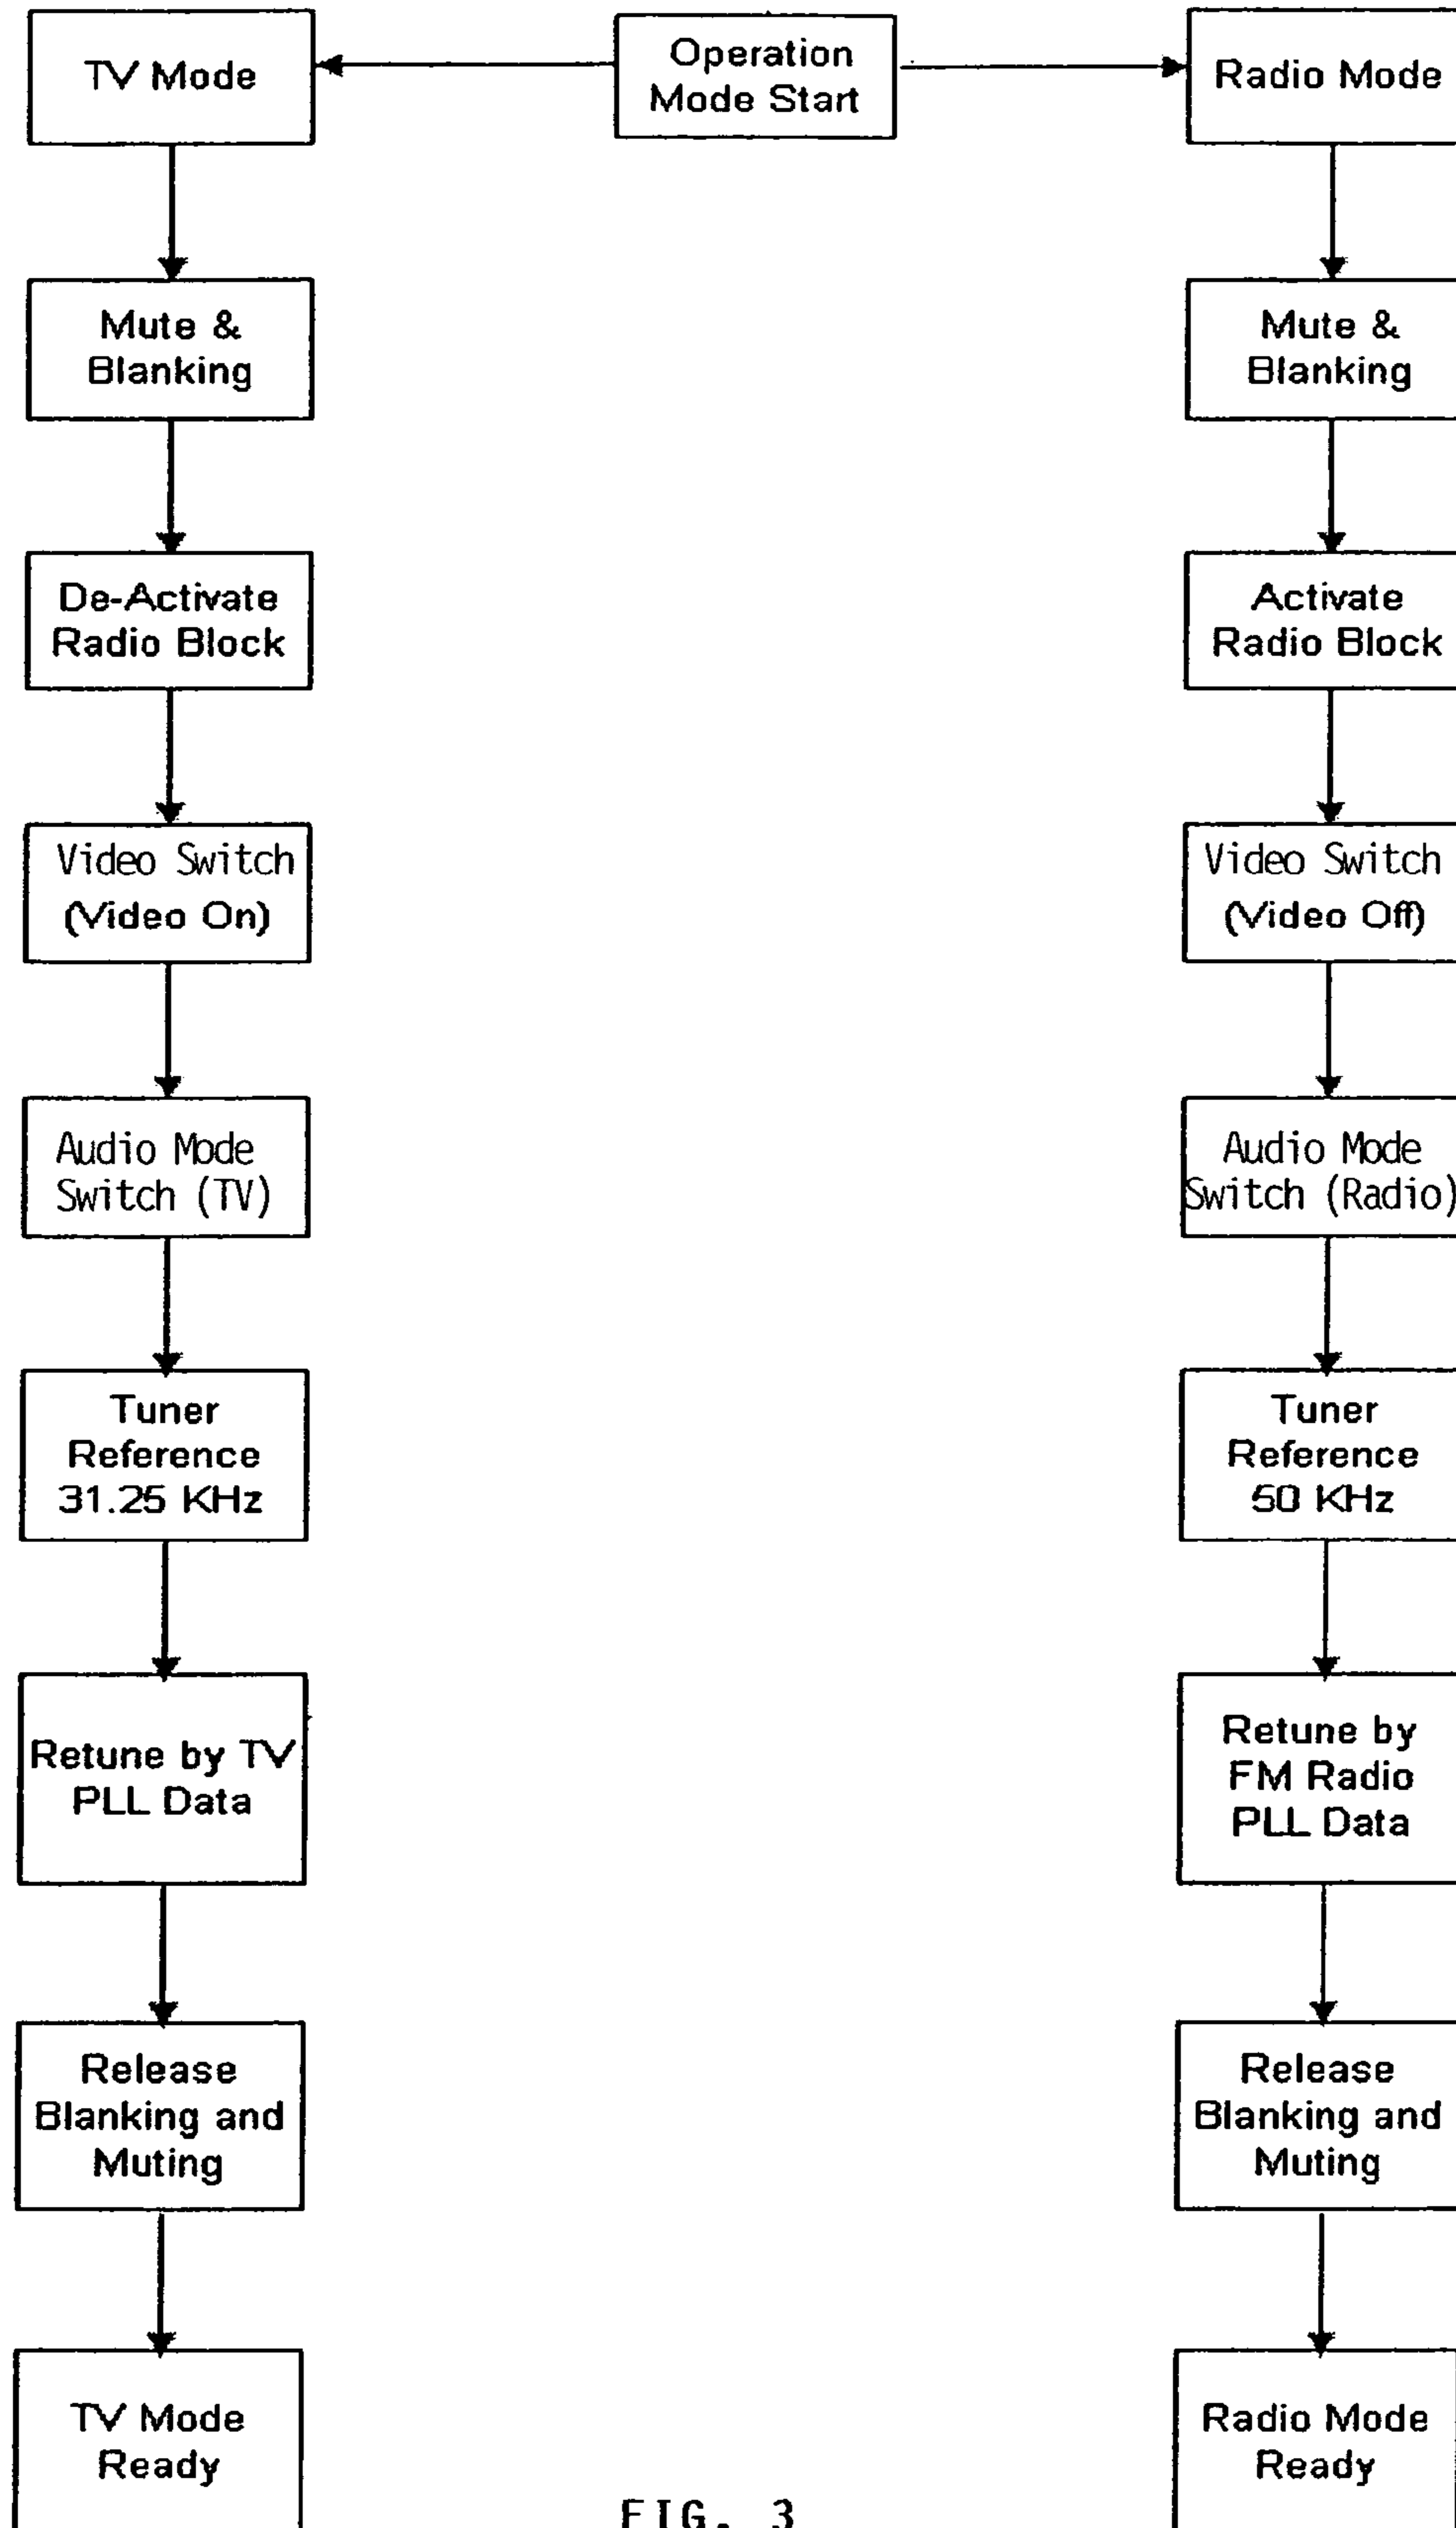 Operation
Mode Start
TV Mode
Mute &
Blanking
De-Activate
Radio Block
Video Switch
(Video On)
Audio Mode
Switch (TV)
Tuner
Reference
31.25 KHz
Retune by TV
PLL Data
Release
Blanking and
Muting
TV Mode
Ready
Radio Mode
Mute &
Blanking
Activate
Radio Block
Video Switch
(Video Off)
Audio Mode
Switch (Radio)
Tuner
Reference
50 KHz
Retune by
FM Radio
PLL Data
Release
Blanking and
Muting
Radio Mode
Ready
FIG. 3